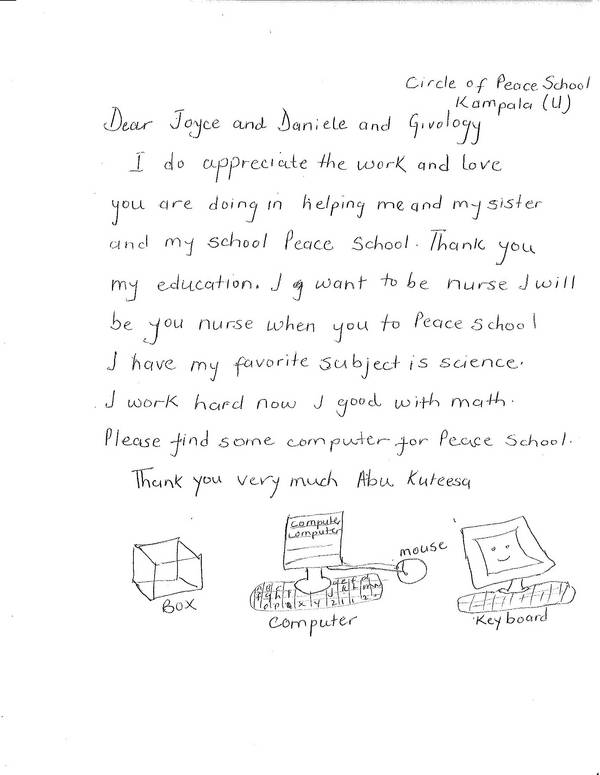 Circle of Peace School
Kampala (U)
Dear Joyce and Daniele and Givology
I do appreciate the work and love
you are doing in helping me and my sister
and my school Peace School. Thank you
my education. I want to be nurse I will
be you nurse when you to Peace school
I have my favorite subject is science.
I work hard now I good with math.
Please find some computer for Peace School.
Thank you very much Abu Kuteesa
compute
computer
mouse
BOX
Computer
Keyboard